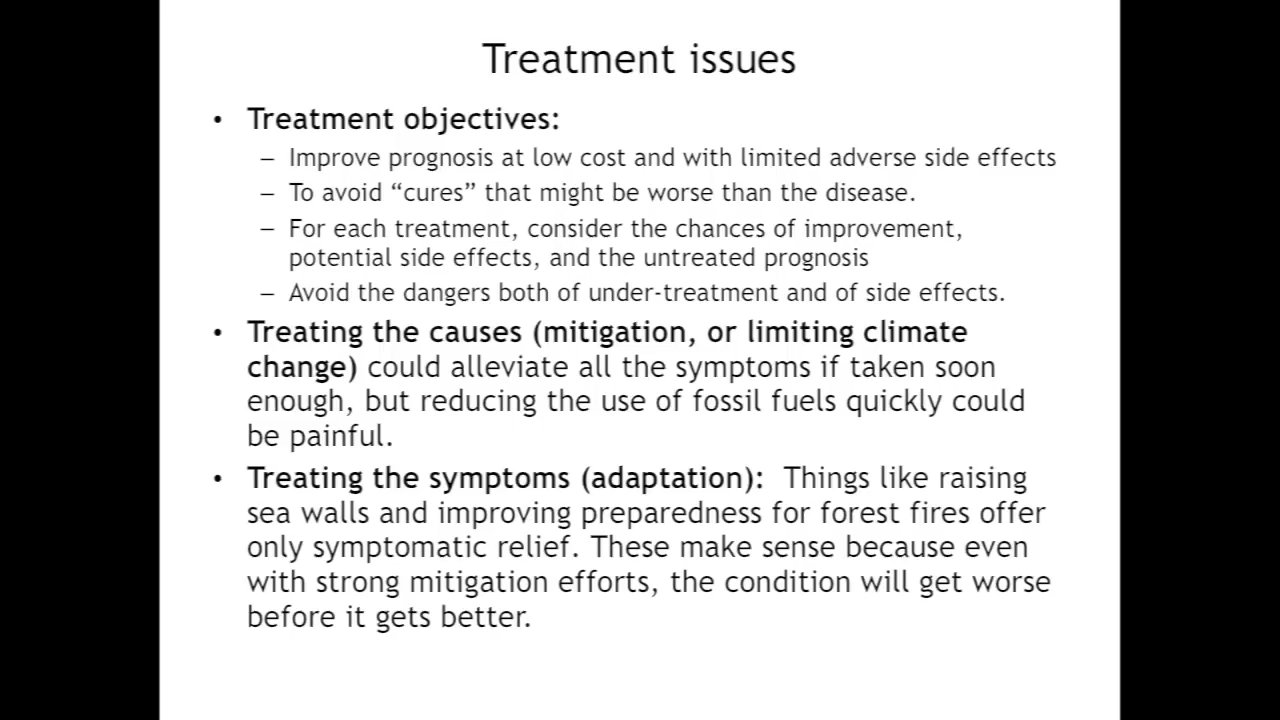 Treatment issues
• Treatment objectives:
– Improve prognosis at low cost and with limited adverse side effects
– To avoid “cures” that might be worse than the disease.
– For each treatment, consider the chances of improvement,
potential side effects, and the untreated prognosis
– Avoid the dangers both of under-treatment and of side effects.
• Treating the causes (mitigation, or limiting climate
change) could alleviate all the symptoms if taken soon
enough, but reducing the use of fossil fuels quickly could
be painful.
• Treating the symptoms (adaptation):  Things like raising
sea walls and improving preparedness for forest fires offer
only symptomatic relief. These make sense because even
with strong mitigation efforts, the condition will get worse
before it gets better.